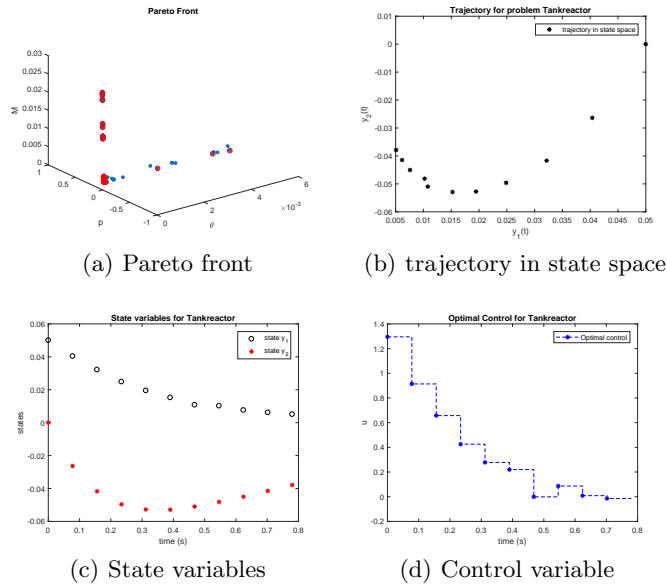 Pareto Front
0.03
0.025
0.02
0.015
0.01
0.005
0
M
1
0.5
0
-0.5
-1
p
0
2
4
6
×10⁻³
θ
(a) Pareto front
Trajectory for problem Tankreactor
trajectory in state space
0.01
0
-0.01
-0.02
-0.03
-0.04
-0.05
-0.06
y₂(t)
0.005 0.01 0.015 0.02 0.025 0.03 0.035 0.04 0.045 0.05
y₁(t)
(b) trajectory in state space
State variables for Tankreactor
state y₁
state y₂
0.06
0.04
0.02
0
-0.02
-0.04
-0.06
states
0 0.1 0.2 0.3 0.4 0.5 0.6 0.7 0.8
time (s)
(c) State variables
Optimal Control for Tankreactor
Optimal control
1.4
1.2
1
0.8
0.6
0.4
0.2
0
-0.2
u
0 0.1 0.2 0.3 0.4 0.5 0.6 0.7 0.8
time (s)
(d) Control variable